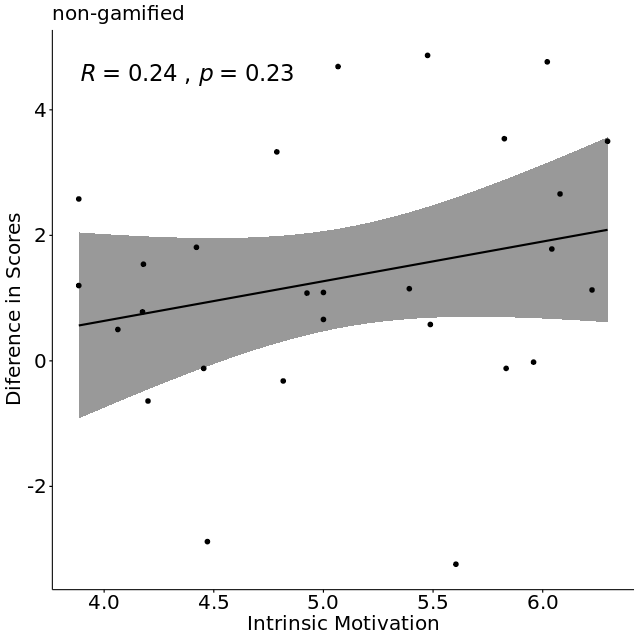 non-gamified
R = 0.24 , p = 0.23
4
2
0
-2
Diference in Scores
4.0 4.5 5.0 5.5 6.0
Intrinsic Motivation